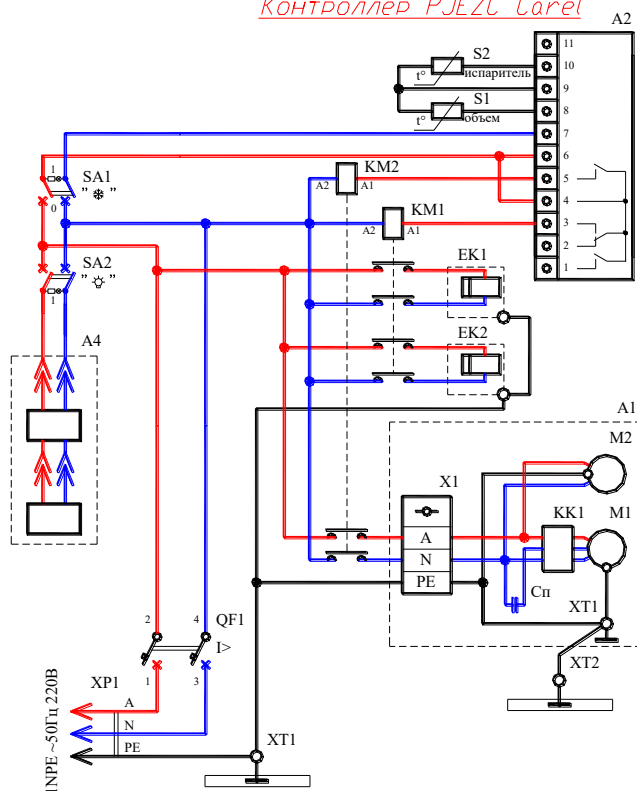 Контроллер PJEZC Carel
A2
11
S2
10
испаритель
t°
9
S1
8
t°
объем
7
6
1
SA1
KM2
5
A2
A1
"❄"
0
4
KM1
3
A2
A1
2
SA2
EK1
1
"💡"
1
A4
EK2
A1
M2
X1
KK1
M1
A
N
PE
Cп
XT1
2
4
QF1
I>
XT2
1
3
XP1
A
N
PE
1NPE ~50Гц 220В
XT1